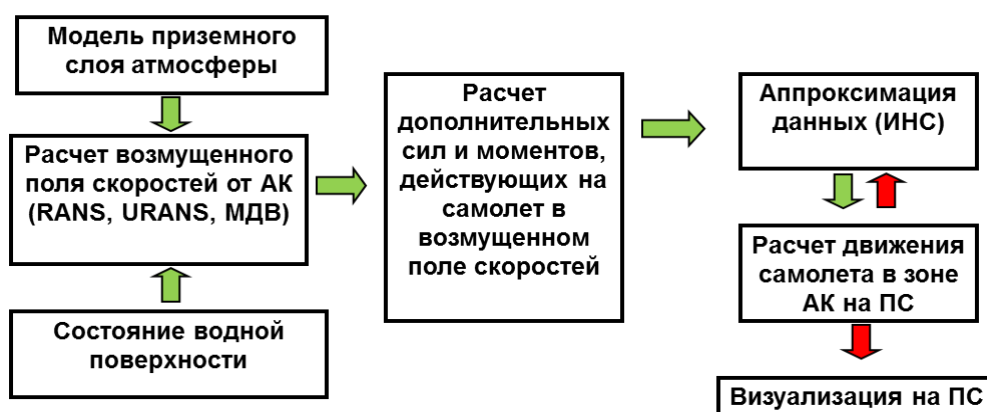 Модель приземного
слоя атмосферы
Расчет возмущенного
поля скоростей от АК
(RANS, URANS, МДВ)
Состояние водной
поверхности
Расчет
дополнительных
сил и моментов,
действующих на
самолет в
возмущенном
поле скоростей
Аппроксимация
данных (ИНС)
Расчет движения
самолета в зоне
АК на ПС
Визуализация на ПС